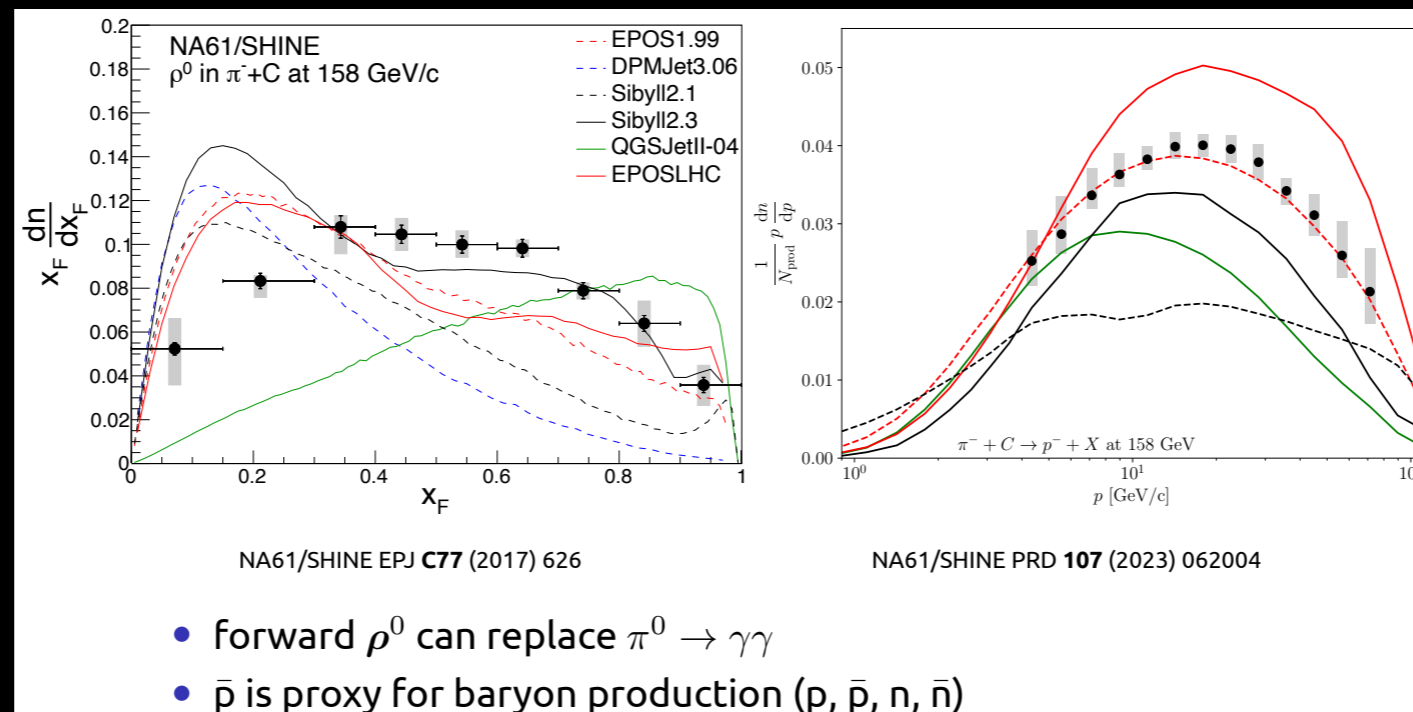 NA61/SHINE
ρ⁰ in π⁻+C at 158 GeV/c
EPOS1.99
DPMJet3.06
Sibyll2.1
Sibyll2.3
QGSJetII-04
EPOSLHC
x_F dn/dx_F
0.2
0.18
0.16
0.14
0.12
0.1
0.08
0.06
0.04
0.02
0
0 0.2 0.4 0.6 0.8 1
x_F
1/N_prod p dn/dp
0.05
0.04
0.03
0.02
0.01
0.00
π⁻ + C → p⁻ + X at 158 GeV
10⁰ 10¹
p [GeV/c]
NA61/SHINE EPJ C77 (2017) 626
NA61/SHINE PRD 107 (2023) 062004
• forward ρ⁰ can replace π⁰ → γγ
• p̄ is proxy for baryon production (p, p̄, n, n̄)